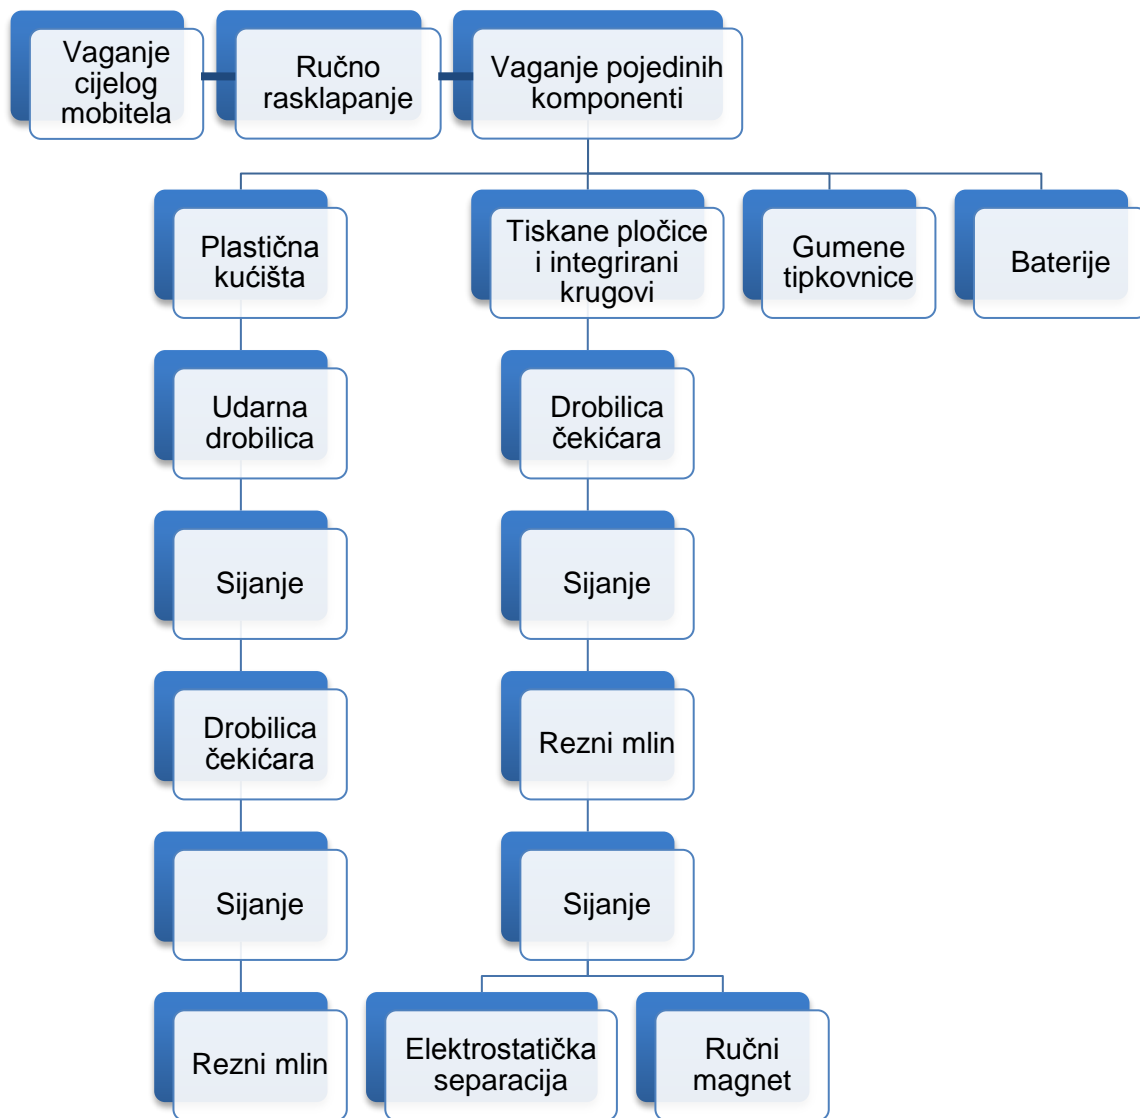 Vaganje
cijelog
mobitela
Ručno
rasklapanje
Vaganje pojedinih
komponenti
Plastična
kućišta
Tiskane pločice
i integrirani
krugovi
Gumene
tipkovnice
Baterije
Udarna
drobilica
Drobilica
čekićara
Sijanje
Sijanje
Drobilica
čekićara
Rezni mlin
Sijanje
Sijanje
Rezni mlin
Elektrostatička
separacija
Ručni
magnet